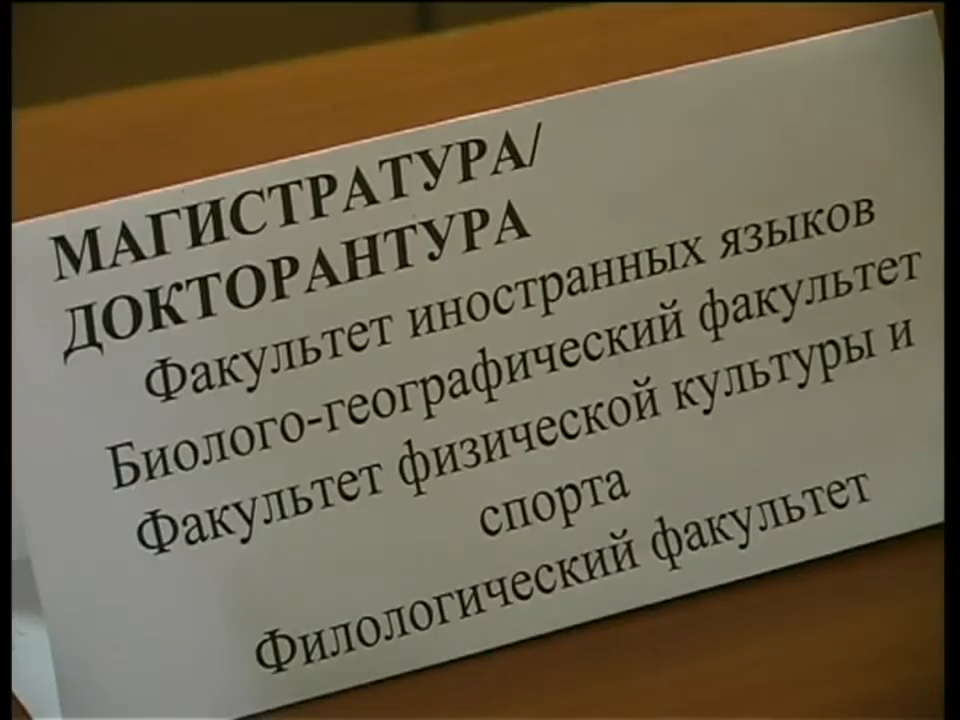 МАГИСТРАТУРА/
ДОКТОРАНТУРА
Факультет иностранных языков
Биолого-географический факультет
Факультет физической культуры и
спорта
Филологический факультет